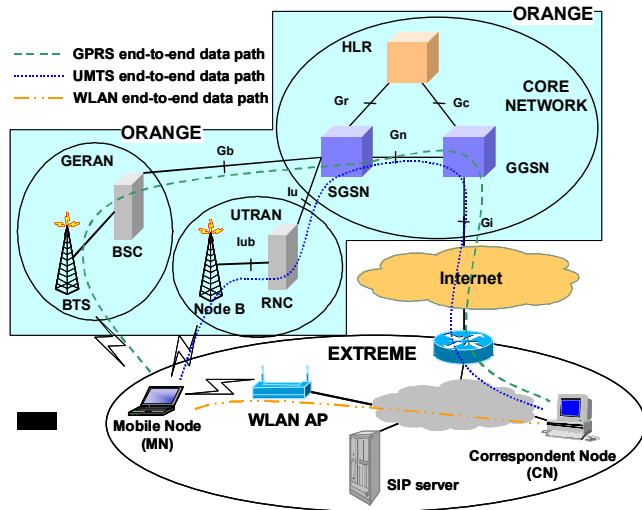 ORANGE
GPRS end-to-end data path
UMTS end-to-end data path
WLAN end-to-end data path
HLR
CORE
NETWORK
Gr
Gc
ORANGE
GERAN
Gb
Gn
SGSN
GGSN
Iu
UTRAN
Gi
BSC
Iub
BTS
Node B
RNC
Internet
EXTREME
Mobile Node
(MN)
WLAN AP
SIP server
Correspondent Node
(CN)